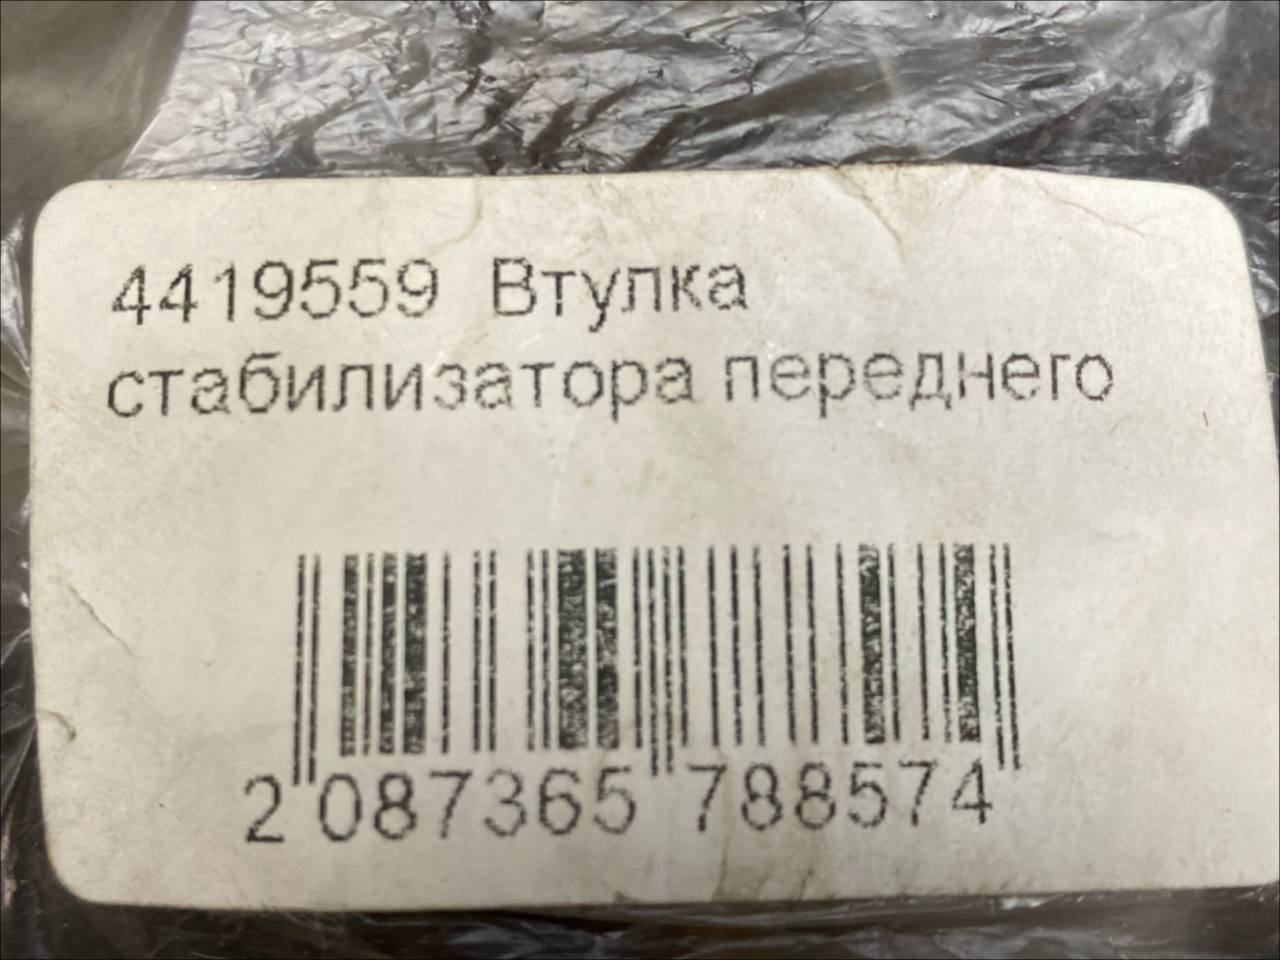 4419559 Втулка
стабилизатора переднего
2 087365 788574